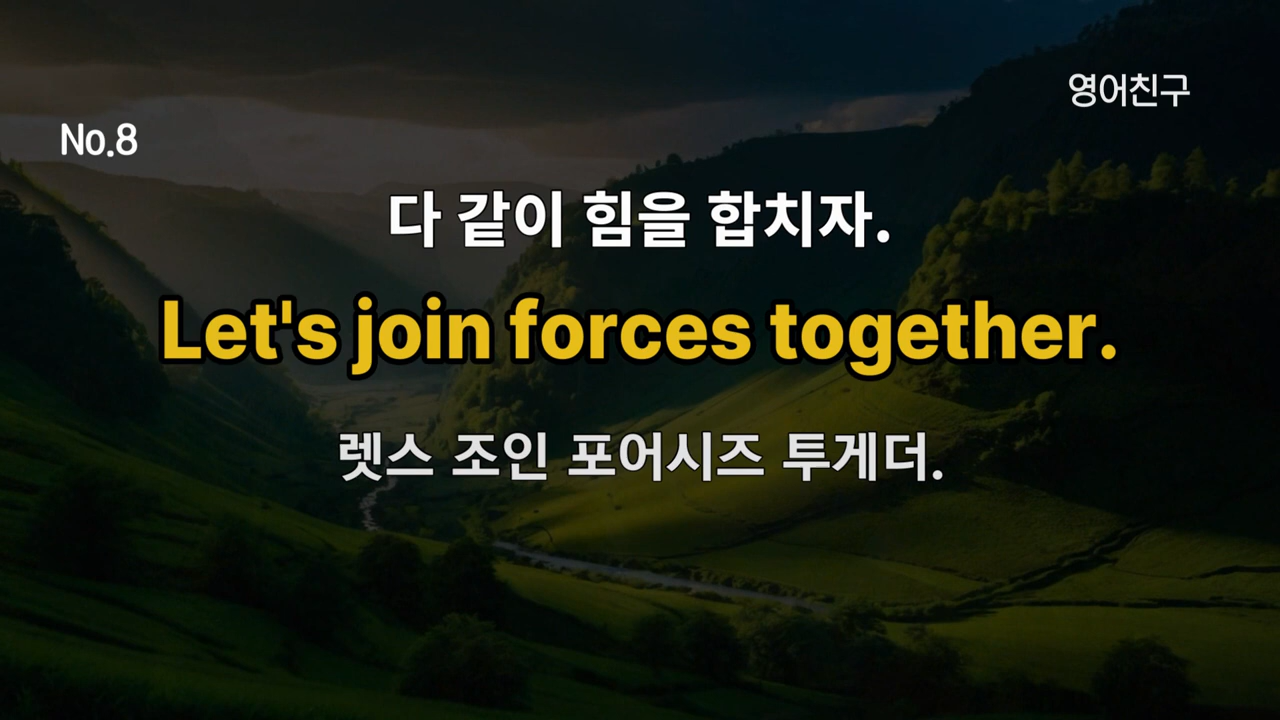 영어친구
No.8
다 같이 힘을 합치자.
Let's join forces together.
렛스 조인 포어시즈 투게더.